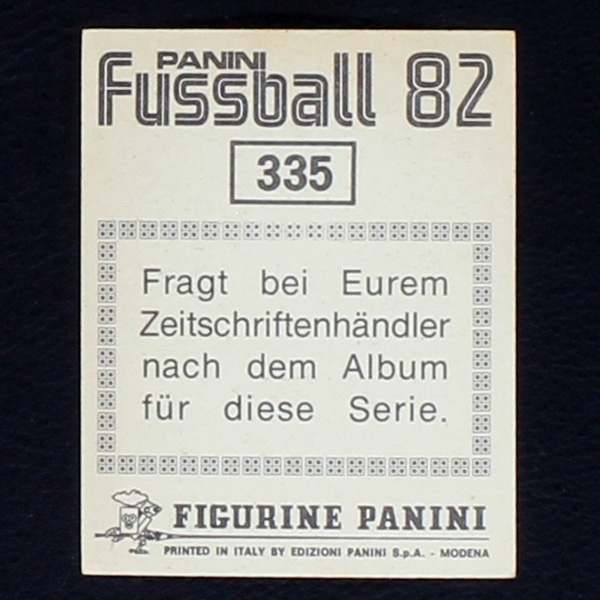 PANINI
Fussball 82
335
Fragt bei Eurem
Zeitschriftenhändler
nach dem Album
für diese Serie.
FIGURINE PANINI
PRINTED IN ITALY BY EDIZIONI PANINI S.p.A. - MODENA